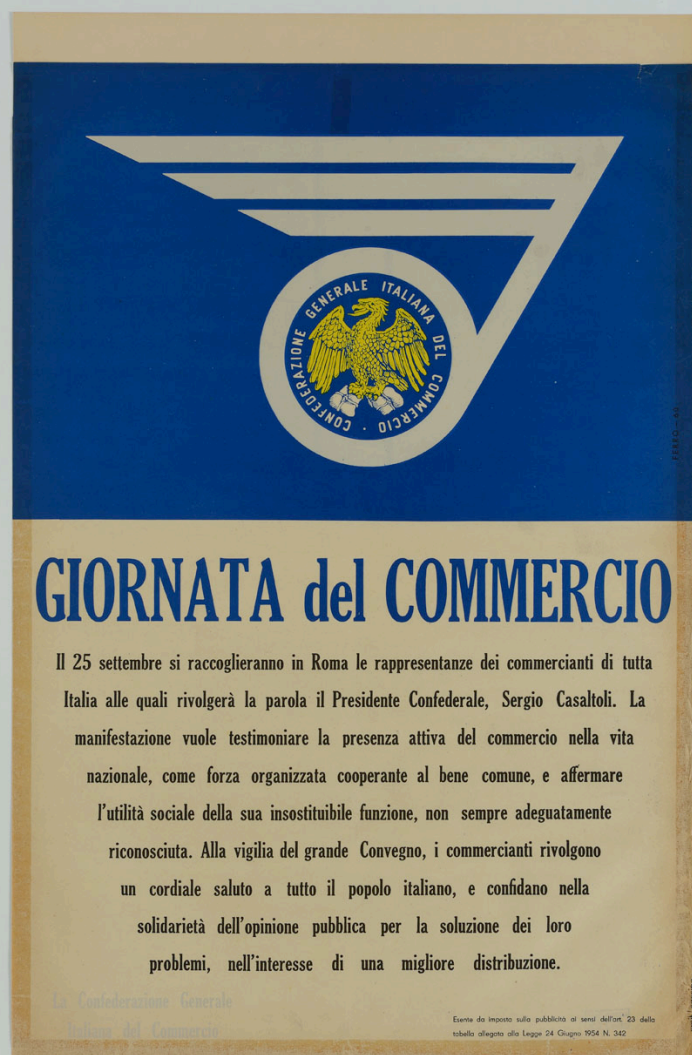 CONFEDERAZIONE GENERALE ITALIANA DEL COMMERCIO ·
FERRO - 60
GIORNATA del COMMERCIO
Il 25 settembre si raccoglieranno in Roma le rappresentanze dei commercianti di tutta
Italia alle quali rivolgerà la parola il Presidente Confederale, Sergio Casaltoli. La
manifestazione vuole testimoniare la presenza attiva del commercio nella vita
nazionale, come forza organizzata cooperante al bene comune, e affermare
l'utilità sociale della sua insostituibile funzione, non sempre adeguatamente
riconosciuta. Alla vigilia del grande Convegno, i commercianti rivolgono
un cordiale saluto a tutto il popolo italiano, e confidano nella
solidarietà dell'opinione pubblica per la soluzione dei loro
problemi, nell'interesse di una migliore distribuzione.
La Confederazione Generale
Italiana del Commercio
Esente da imposta sulla pubblicità ai sensi dell'art. 23 della
tabella allegata alla Legge 24 Giugno 1954 N. 342